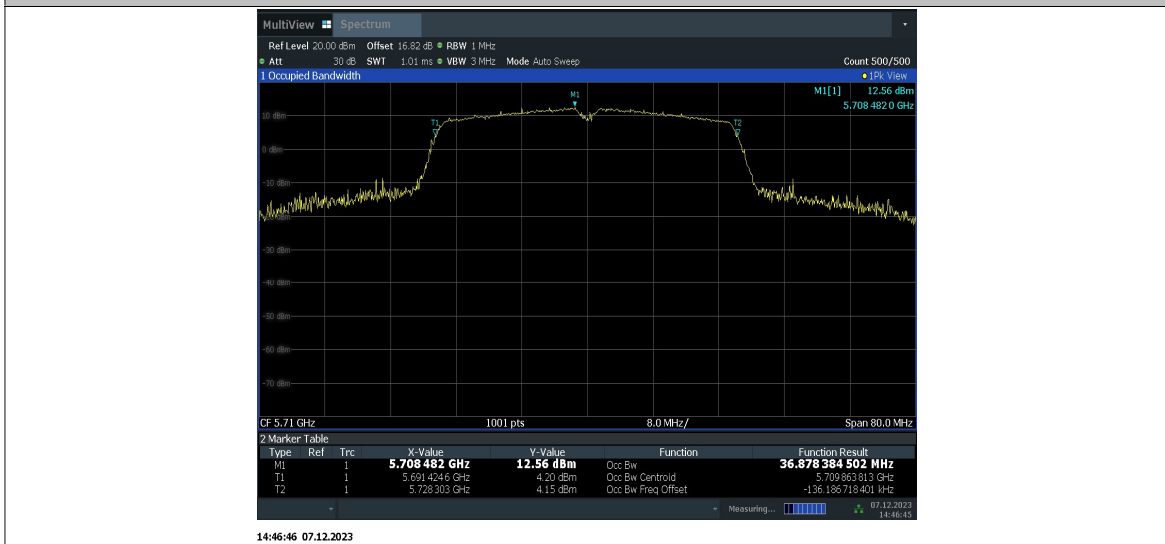 MultiView Spectrum
Ref Level 20.00 dBm Offset 16.82 dB RBW 1 MHz
Att 30 dB SWT 1.01 ms VBW 3 MHz Mode Auto Sweep Count 500/500
1 Occupied Bandwidth 1Pk View
M1[1] 12.56 dBm
5.708 482 0 GHz
M1
10 dBm
T1 T2
0 dBm
-10 dBm
-20 dBm
-30 dBm
-40 dBm
-50 dBm
-60 dBm
-70 dBm
CF 5.71 GHz 1001 pts 8.0 MHz/ Span 80.0 MHz
2 Marker Table
Type Ref Trc X-Value Y-Value Function Function Result
M1 1 5.708 482 GHz 12.56 dBm Occ Bw 36.878 384 502 MHz
T1 1 5.691 424 6 GHz 4.20 dBm Occ Bw Centroid 5.709 863 813 GHz
T2 1 5.728 303 GHz 4.15 dBm Occ Bw Freq Offset -136.186 718 401 kHz
Measuring... 07.12.2023
14:46:45
14:46:46 07.12.2023